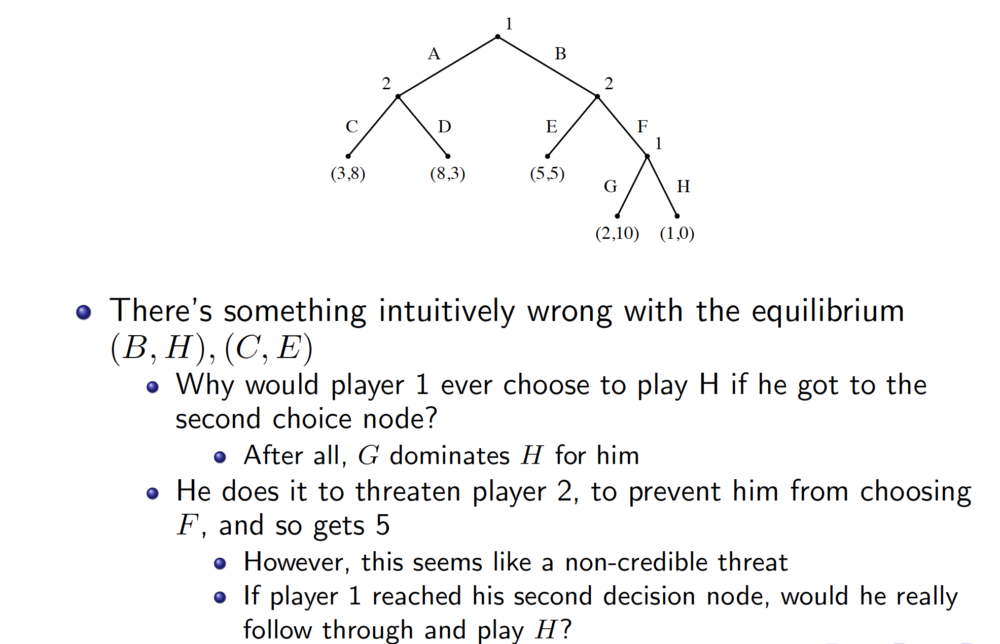 1
A B
2 2
C D E F
1
(3,8) (8,3) (5,5)
G H
(2,10) (1,0)
There's something intuitively wrong with the equilibrium
(B, H), (C, E)
Why would player 1 ever choose to play H if he got to the
second choice node?
After all, G dominates H for him
He does it to threaten player 2, to prevent him from choosing
F, and so gets 5
However, this seems like a non-credible threat
If player 1 reached his second decision node, would he really
follow through and play H?